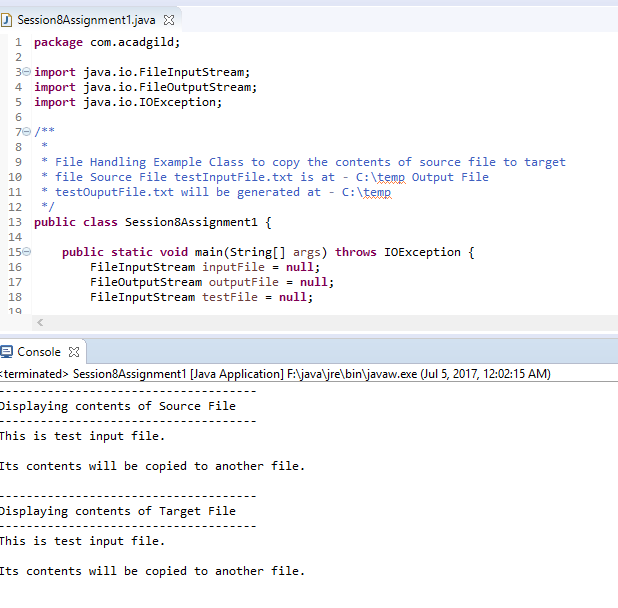 Session8Assignment1.java
1 package com.acadgild;
2
3 import java.io.FileInputStream;
4 import java.io.FileOutputStream;
5 import java.io.IOException;
6
7 /**
8  *
9  * File Handling Example Class to copy the contents of source file to target
10  * file Source File testInputFile.txt is at - C:\temp Output File
11  * testOuputFile.txt will be generated at - C:\temp
12  */
13 public class Session8Assignment1 {
14
15     public static void main(String[] args) throws IOException {
16         FileInputStream inputFile = null;
17         FileOutputStream outputFile = null;
18         FileInputStream testFile = null;
19
Console
<terminated> Session8Assignment1 [Java Application] F:\java\jre\bin\javaw.exe (Jul 5, 2017, 12:02:15 AM)
-------------------------------------
Displaying contents of Source File
-------------------------------------
This is test input file.
Its contents will be copied to another file.
-------------------------------------
Displaying contents of Target File
-------------------------------------
This is test input file.
Its contents will be copied to another file.